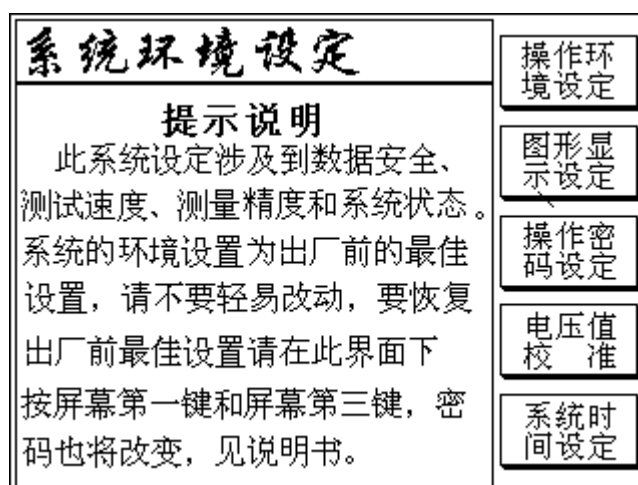 系统环境设定
提示说明
此系统设定涉及到数据安全、
测试速度、测量精度和系统状态。
系统的环境设置为出厂前的最佳
设置，请不要轻易改动，要恢复
出厂前最佳设置请在此界面下
按屏幕第一键和屏幕第三键，密
码也将改变，见说明书。
操作环
境设定
图形显
示设定
操作密
码设定
电压值
校 准
系统时
间设定